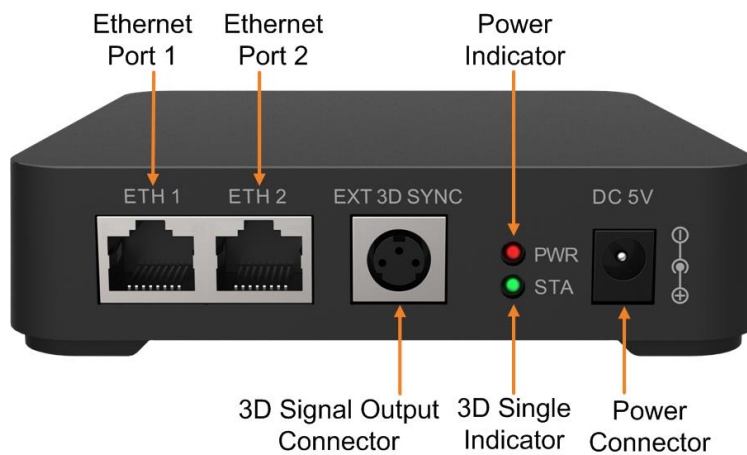 Ethernet
Port 1
Ethernet
Port 2
Power
Indicator
ETH 1
ETH 2
EXT 3D SYNC
DC 5V
PWR
STA
3D Signal Output
Connector
3D Single
Indicator
Power
Connector